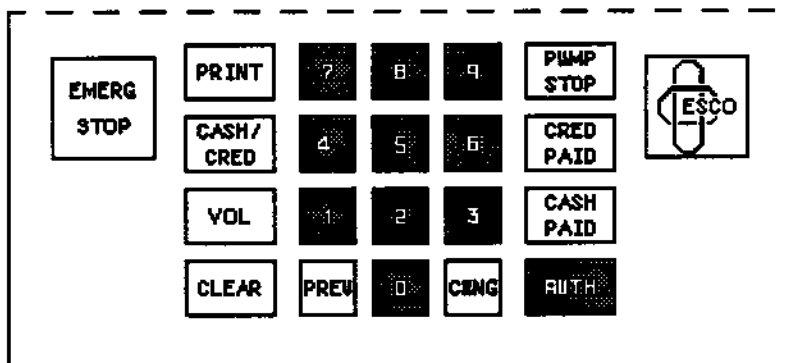 EMERG
STOP
PRINT
7
8
9
PUMP
STOP
ESCO
CASH/
CRED
4
5
6
CRED
PAID
VOL
1
2
3
CASH
PAID
CLEAR
PREV
0
CHNG
AUTH